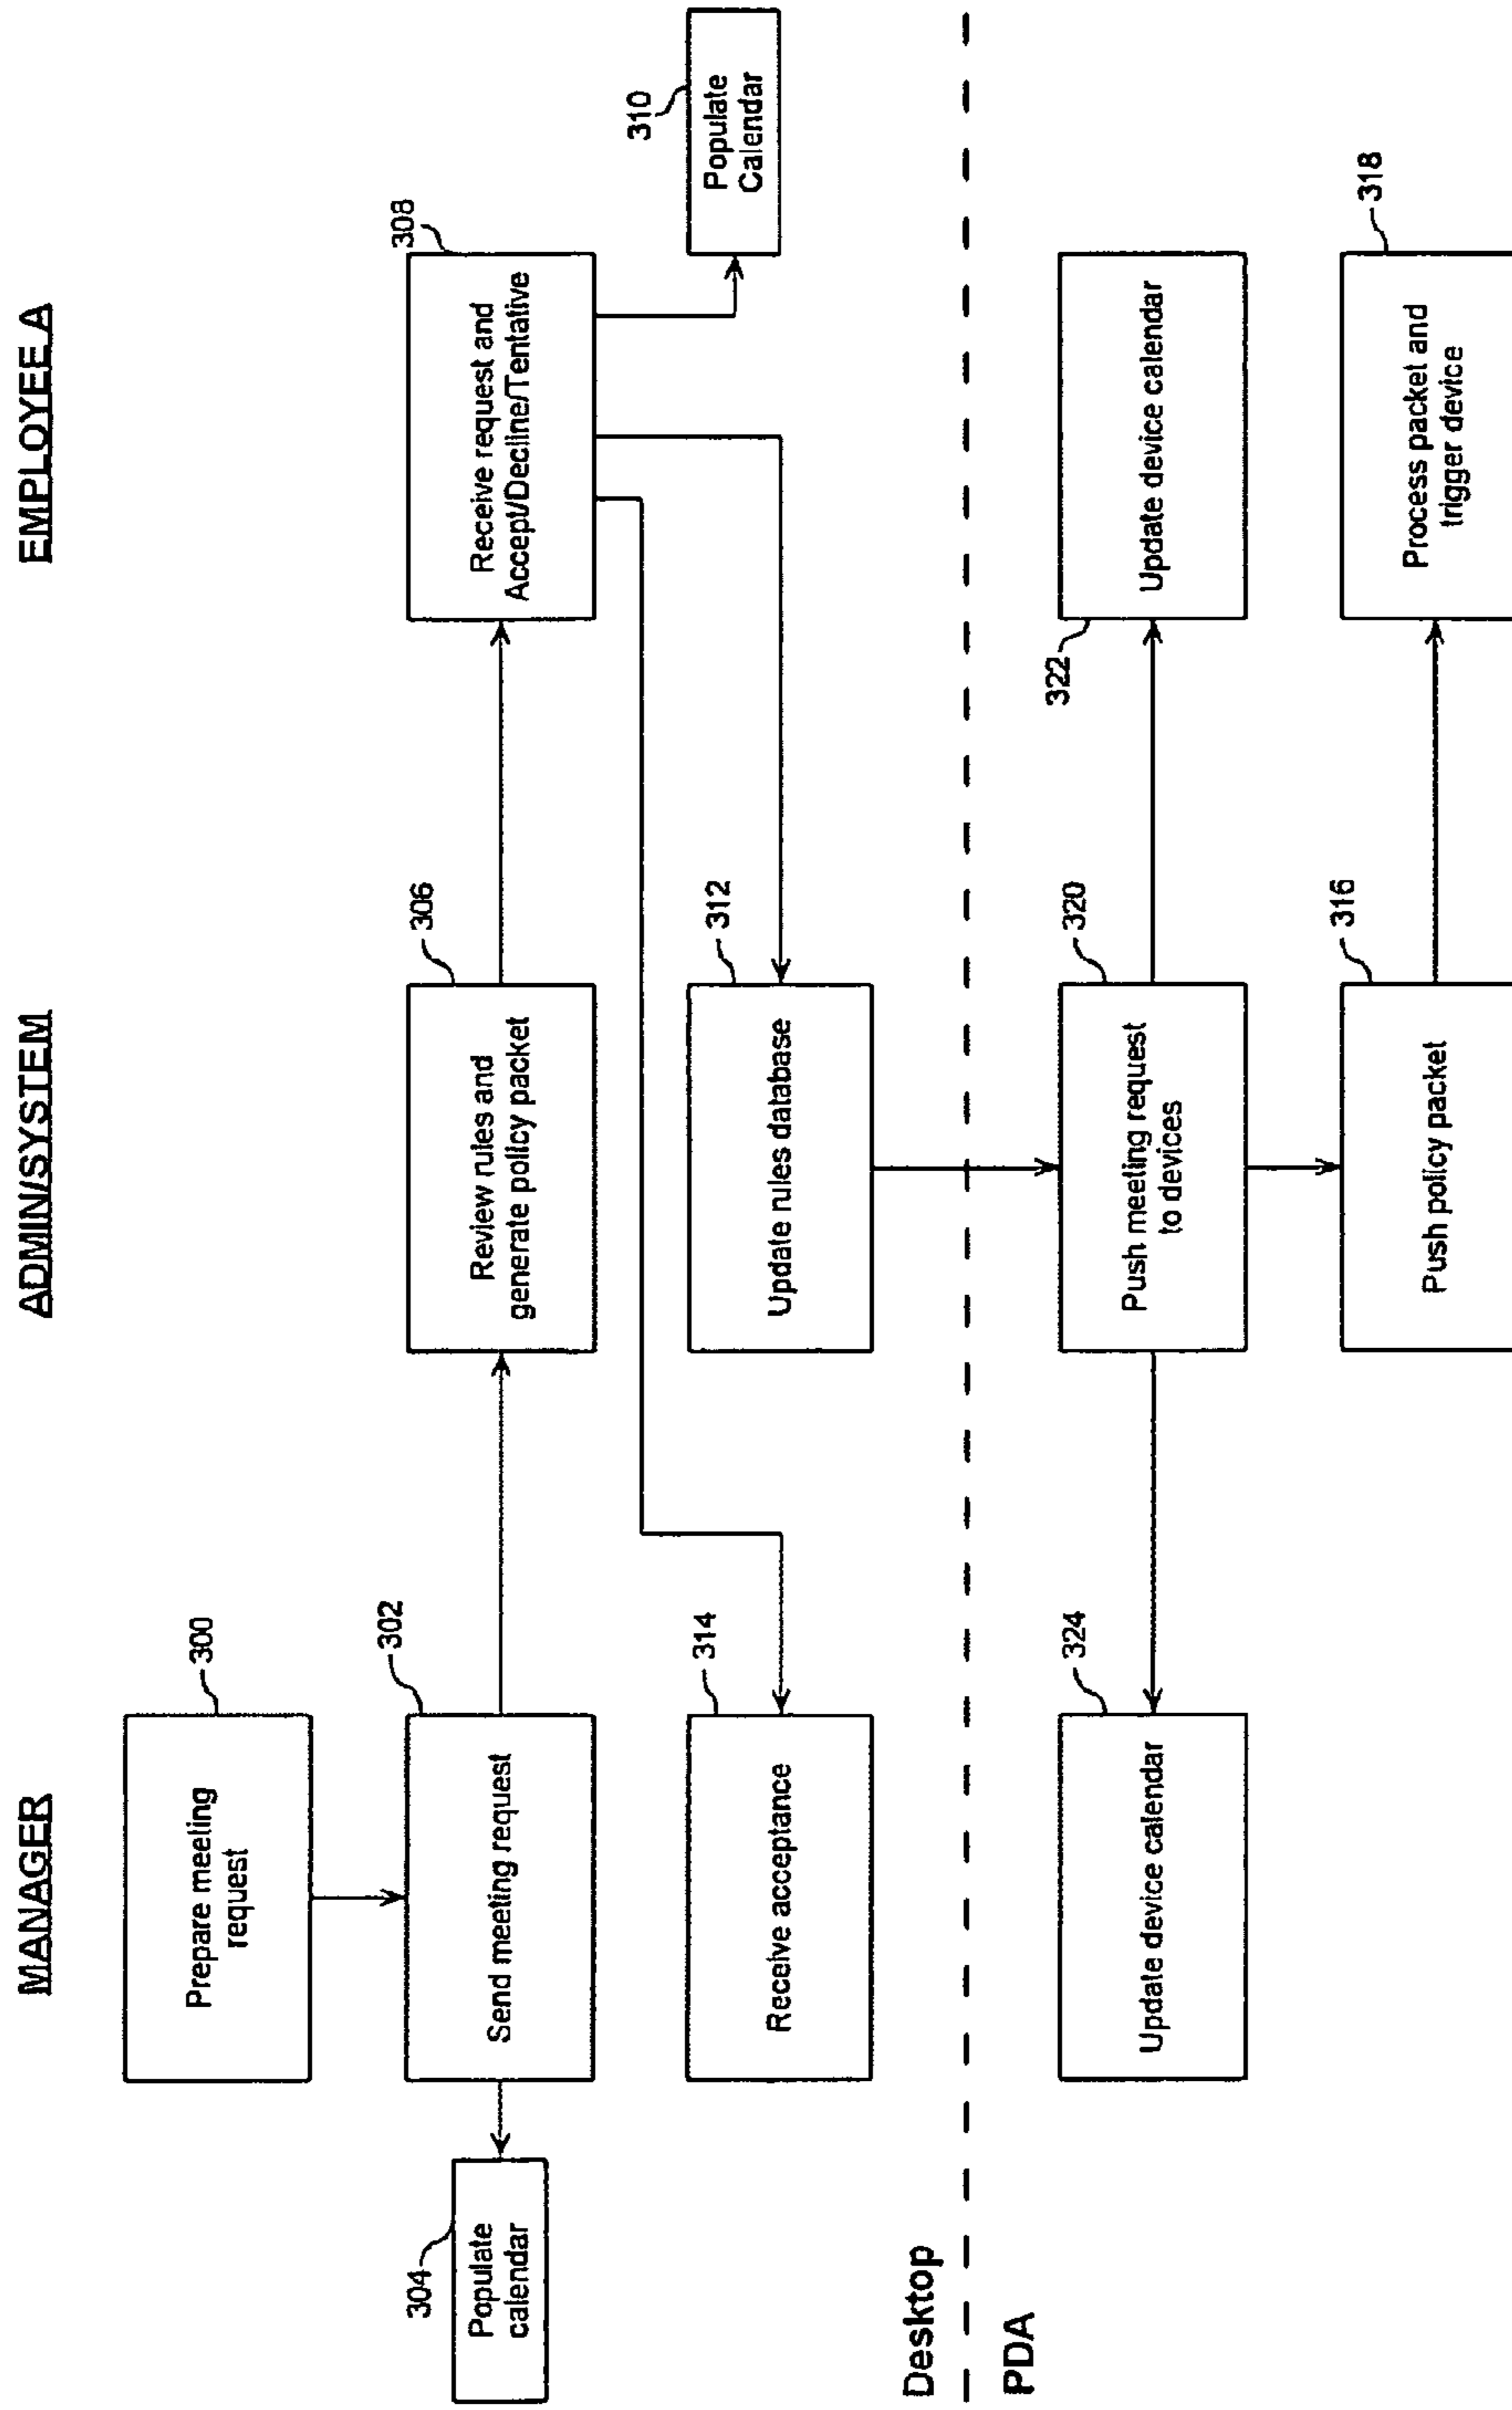 MANAGER
ADMIN/SYSTEM
EMPLOYEE A
300
Prepare meeting
request
304
Populate
calendar
302
Send meeting request
306
Review rules and
generate policy packet
308
Receive request and
Accept/Decline/Tentative
310
Populate
Calendar
314
Receive acceptance
312
Update rules database
Desktop
PDA
324
Update device calendar
320
Push meeting request
to devices
322
Update device calendar
316
Push policy packet
318
Process packet and
trigger device